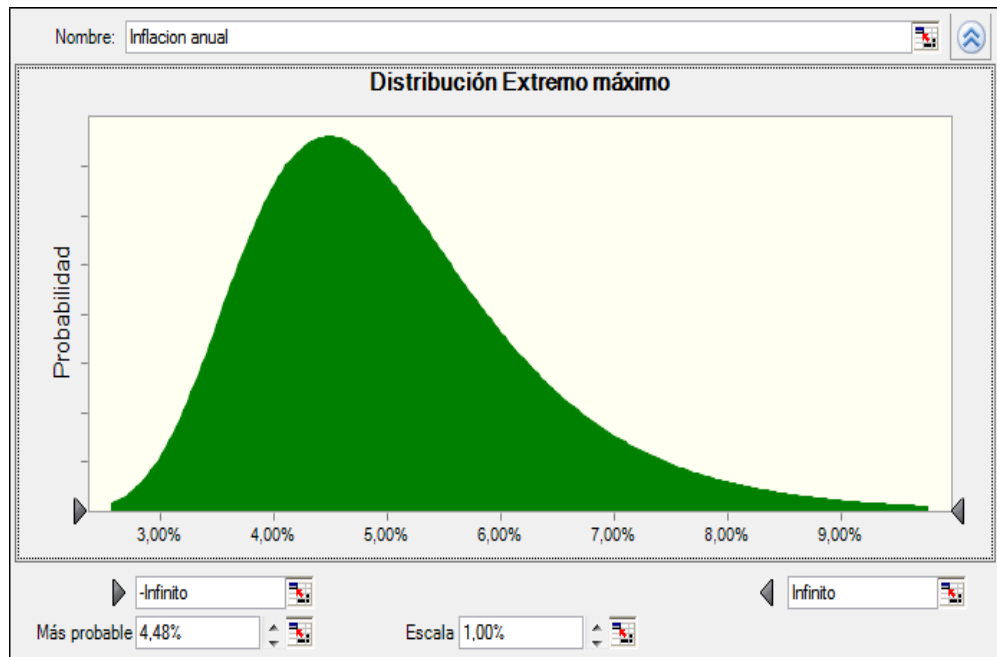 Nombre: Inflacion anual
Distribución Extremo máximo
Probabilidad
3,00% 4,00% 5,00% 6,00% 7,00% 8,00% 9,00%
-Infinito Infinito
Más probable 4,48% Escala 1,00%